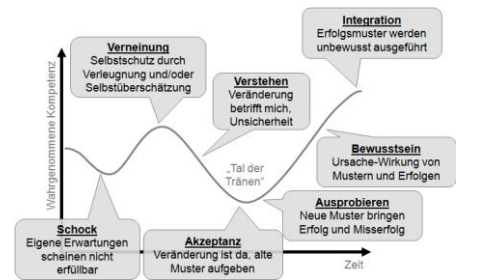 Integration
Erfolgsmuster werden
unbewusst ausgeführt
Verneinung
Selbstschutz durch
Verleugnung und/oder
Selbstüberschätzung
Verstehen
Veränderung
betrifft mich,
Unsicherheit
Wahrgenommene Kompetenz
„Tal der
Tränen“
Bewusstsein
Ursache-Wirkung von
Mustern und Erfolgen
Ausprobieren
Neue Muster bringen
Erfolg und Misserfolg
Schock
Eigene Erwartungen
scheinen nicht
erfüllbar
Akzeptanz
Veränderung ist da, alte
Muster aufgeben
Zeit